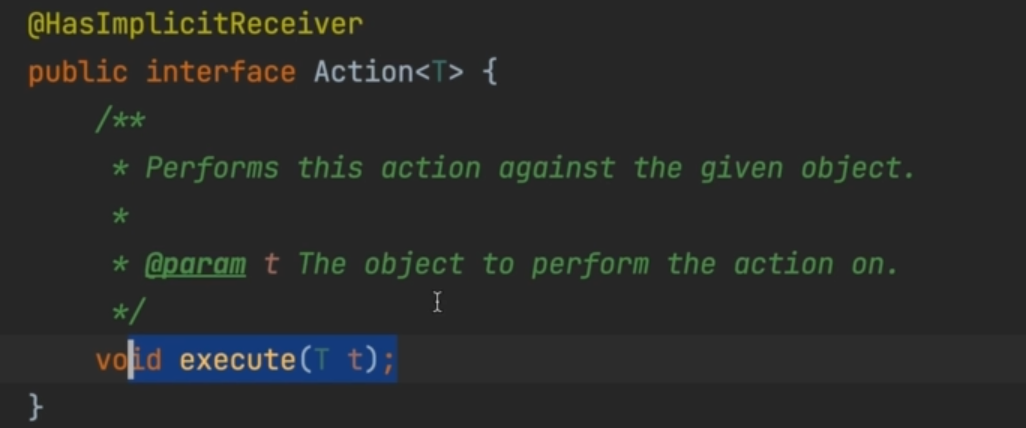 @HasImplicitReceiver
public interface Action<T> {
/**
* Performs this action against the given object.
*
* @param t The object to perform the action on.
*/
void execute(T t);
}